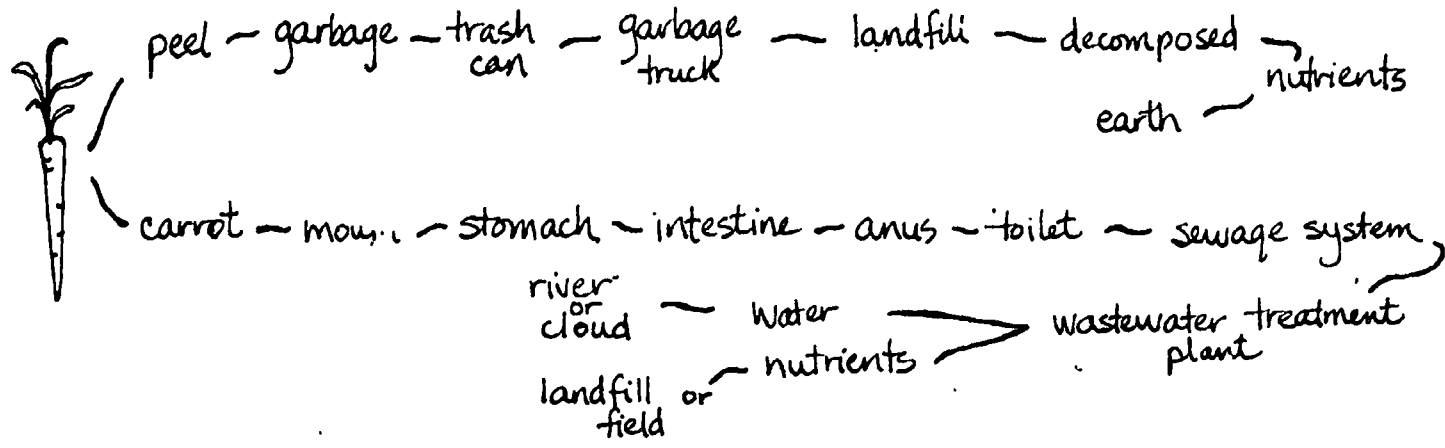 peel – garbage – trash can – garbage truck – landfill – decomposed – nutrients – earth
carrot – – stomach – intestine – anus – toilet – sewage system
wastewater treatment plant
water – river or cloud
nutrients – landfill or field